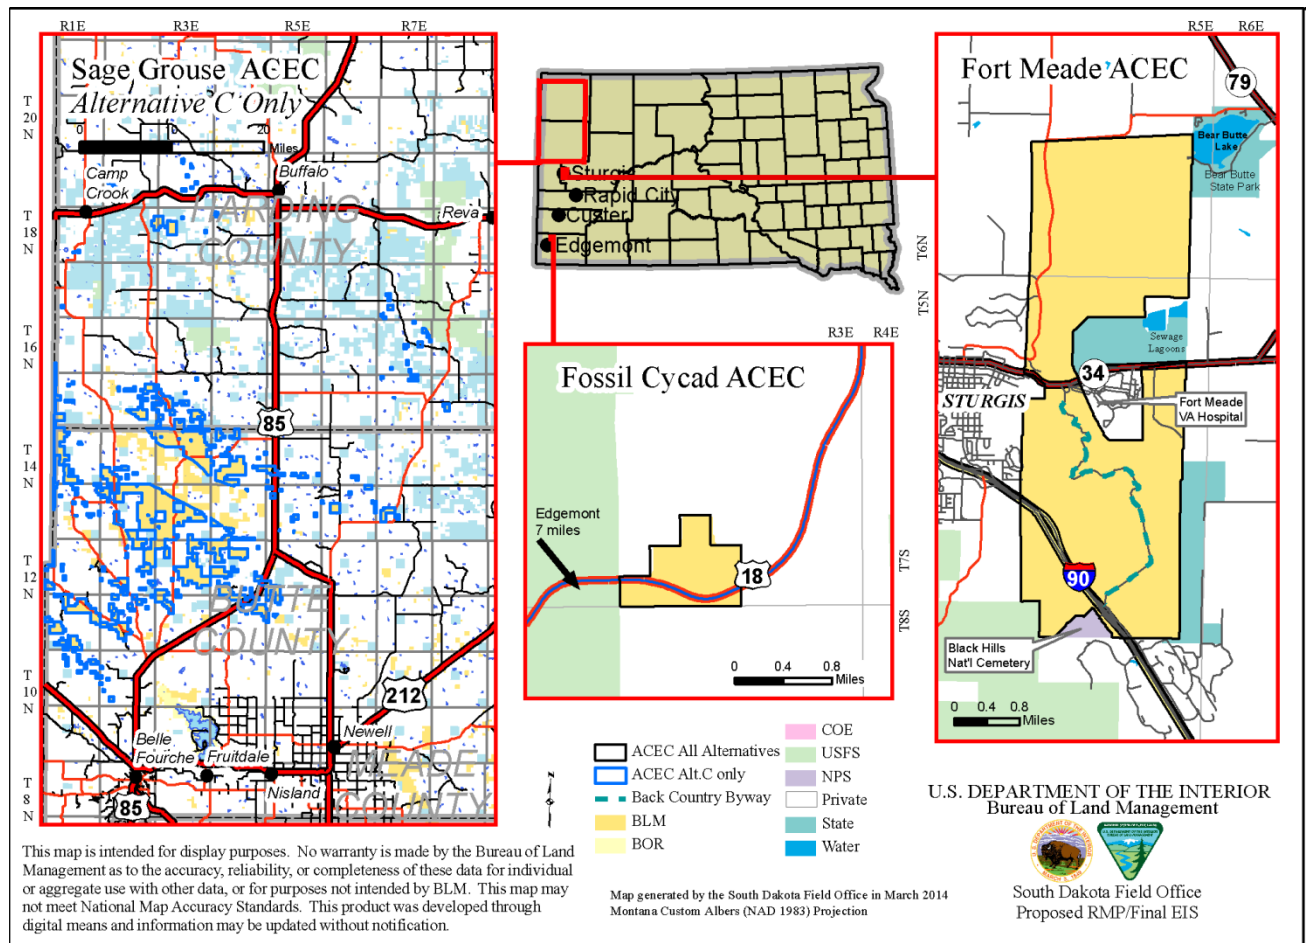 R1E R3E R5E R7E
Sage Grouse ACEC
Alternative C Only
0 0 20
Miles
T
20
N
T
18
N
T
16
N
T
14
N
T
12
N
T
10
N
T
8
N
Camp
Crook
Buffalo
Reva
HARDING
COUNTY
85
BUTTE
COUNTY
212
Newell
Belle
Fourche
Fruitdale
Nisland
MEADE
COUNTY
85
Sturgis
Rapid City
Custer
Edgemont
R3E R4E
Fossil Cycad ACEC
Edgemont
7 miles
18
T7S
T8S
0 0.4 0.8
Miles
R5E R6E
Fort Meade ACEC
79
Bear Butte
Lake
Bear Butte
State Park
T6N
T5N
Sewage
Lagoons
34
STURGIS
Fort Meade
VA Hospital
90
Black Hills
Nat'l Cemetery
0 0.4 0.8
Miles
ACEC All Alternatives
ACEC Alt.C only
Back Country Byway
BLM
BOR
COE
USFS
NPS
Private
State
Water
N
U.S. DEPARTMENT OF THE INTERIOR
Bureau of Land Management
South Dakota Field Office
Proposed RMP/Final EIS
This map is intended for display purposes. No warranty is made by the Bureau of Land
Management as to the accuracy, reliability, or completeness of these data for individual
or aggregate use with other data, or for purposes not intended by BLM. This map may
not meet National Map Accuracy Standards. This product was developed through
digital means and information may be updated without notification.
Map generated by the South Dakota Field Office in March 2014
Montana Custom Albers (NAD 1983) Projection